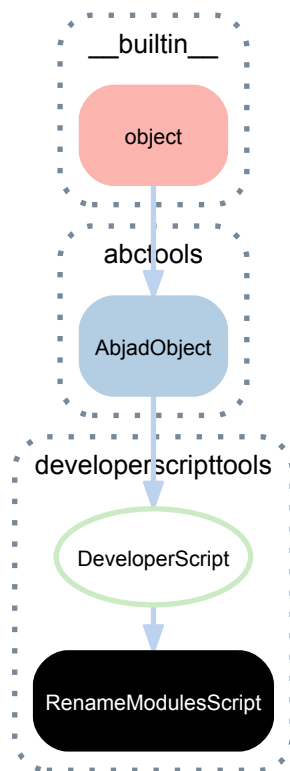 __builtin__
object
abctools
AbjadObject
developerscripttools
DeveloperScript
RenameModulesScript